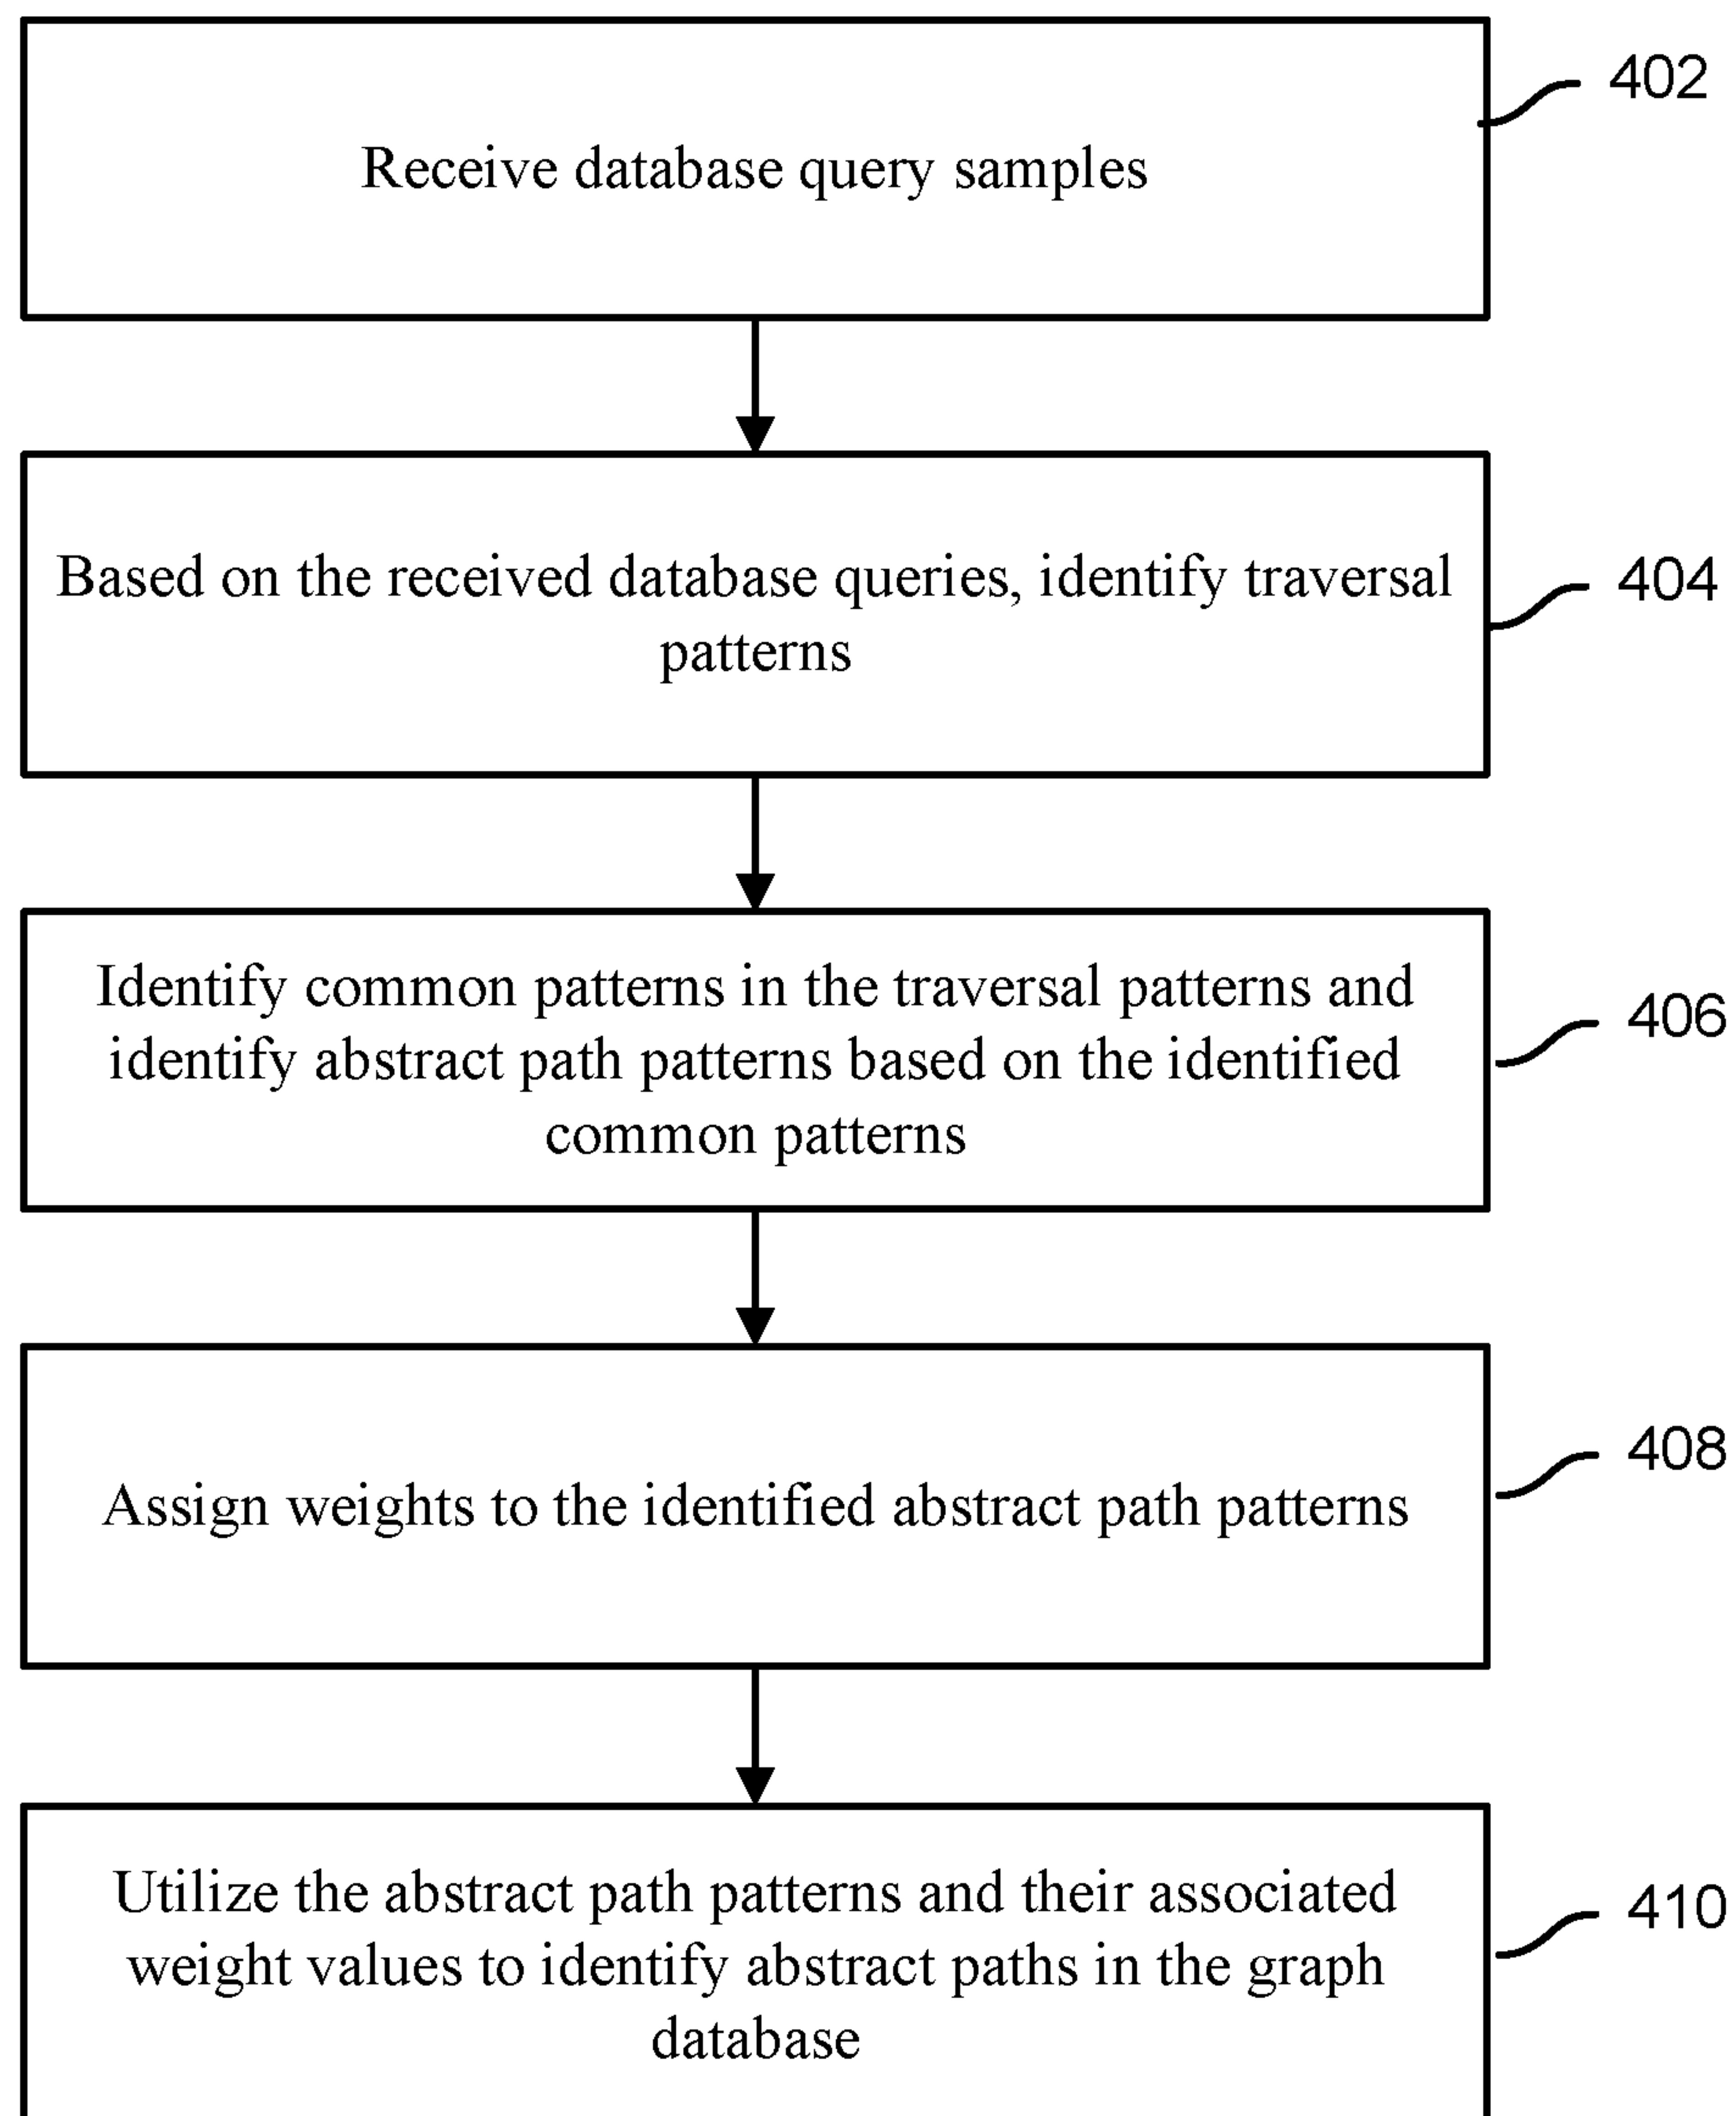 402
Receive database query samples
Based on the received database queries, identify traversal
patterns
404
Identify common patterns in the traversal patterns and
identify abstract path patterns based on the identified
common patterns
406
Assign weights to the identified abstract path patterns
408
Utilize the abstract path patterns and their associated
weight values to identify abstract paths in the graph
database
410